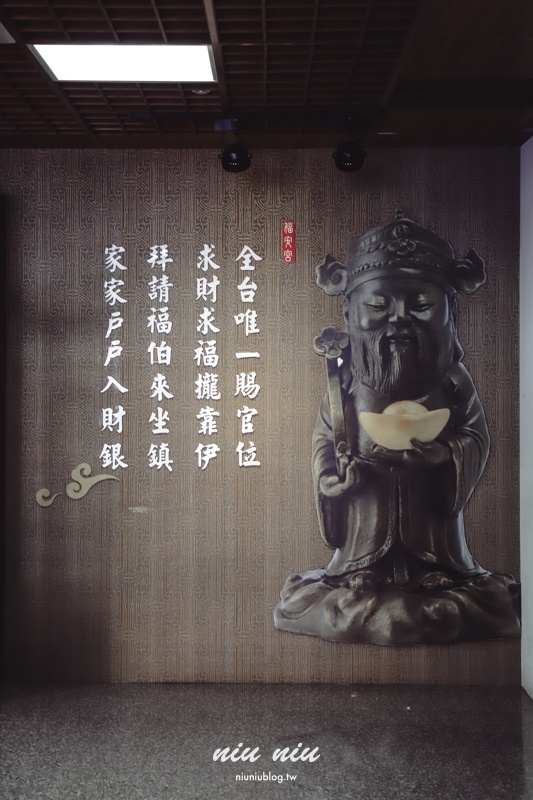 福安宮
全台唯一賜官位
求財求福攏靠伊
拜請福伯來坐鎮
家家戶戶入財銀
niu niu
niuniublog.tw